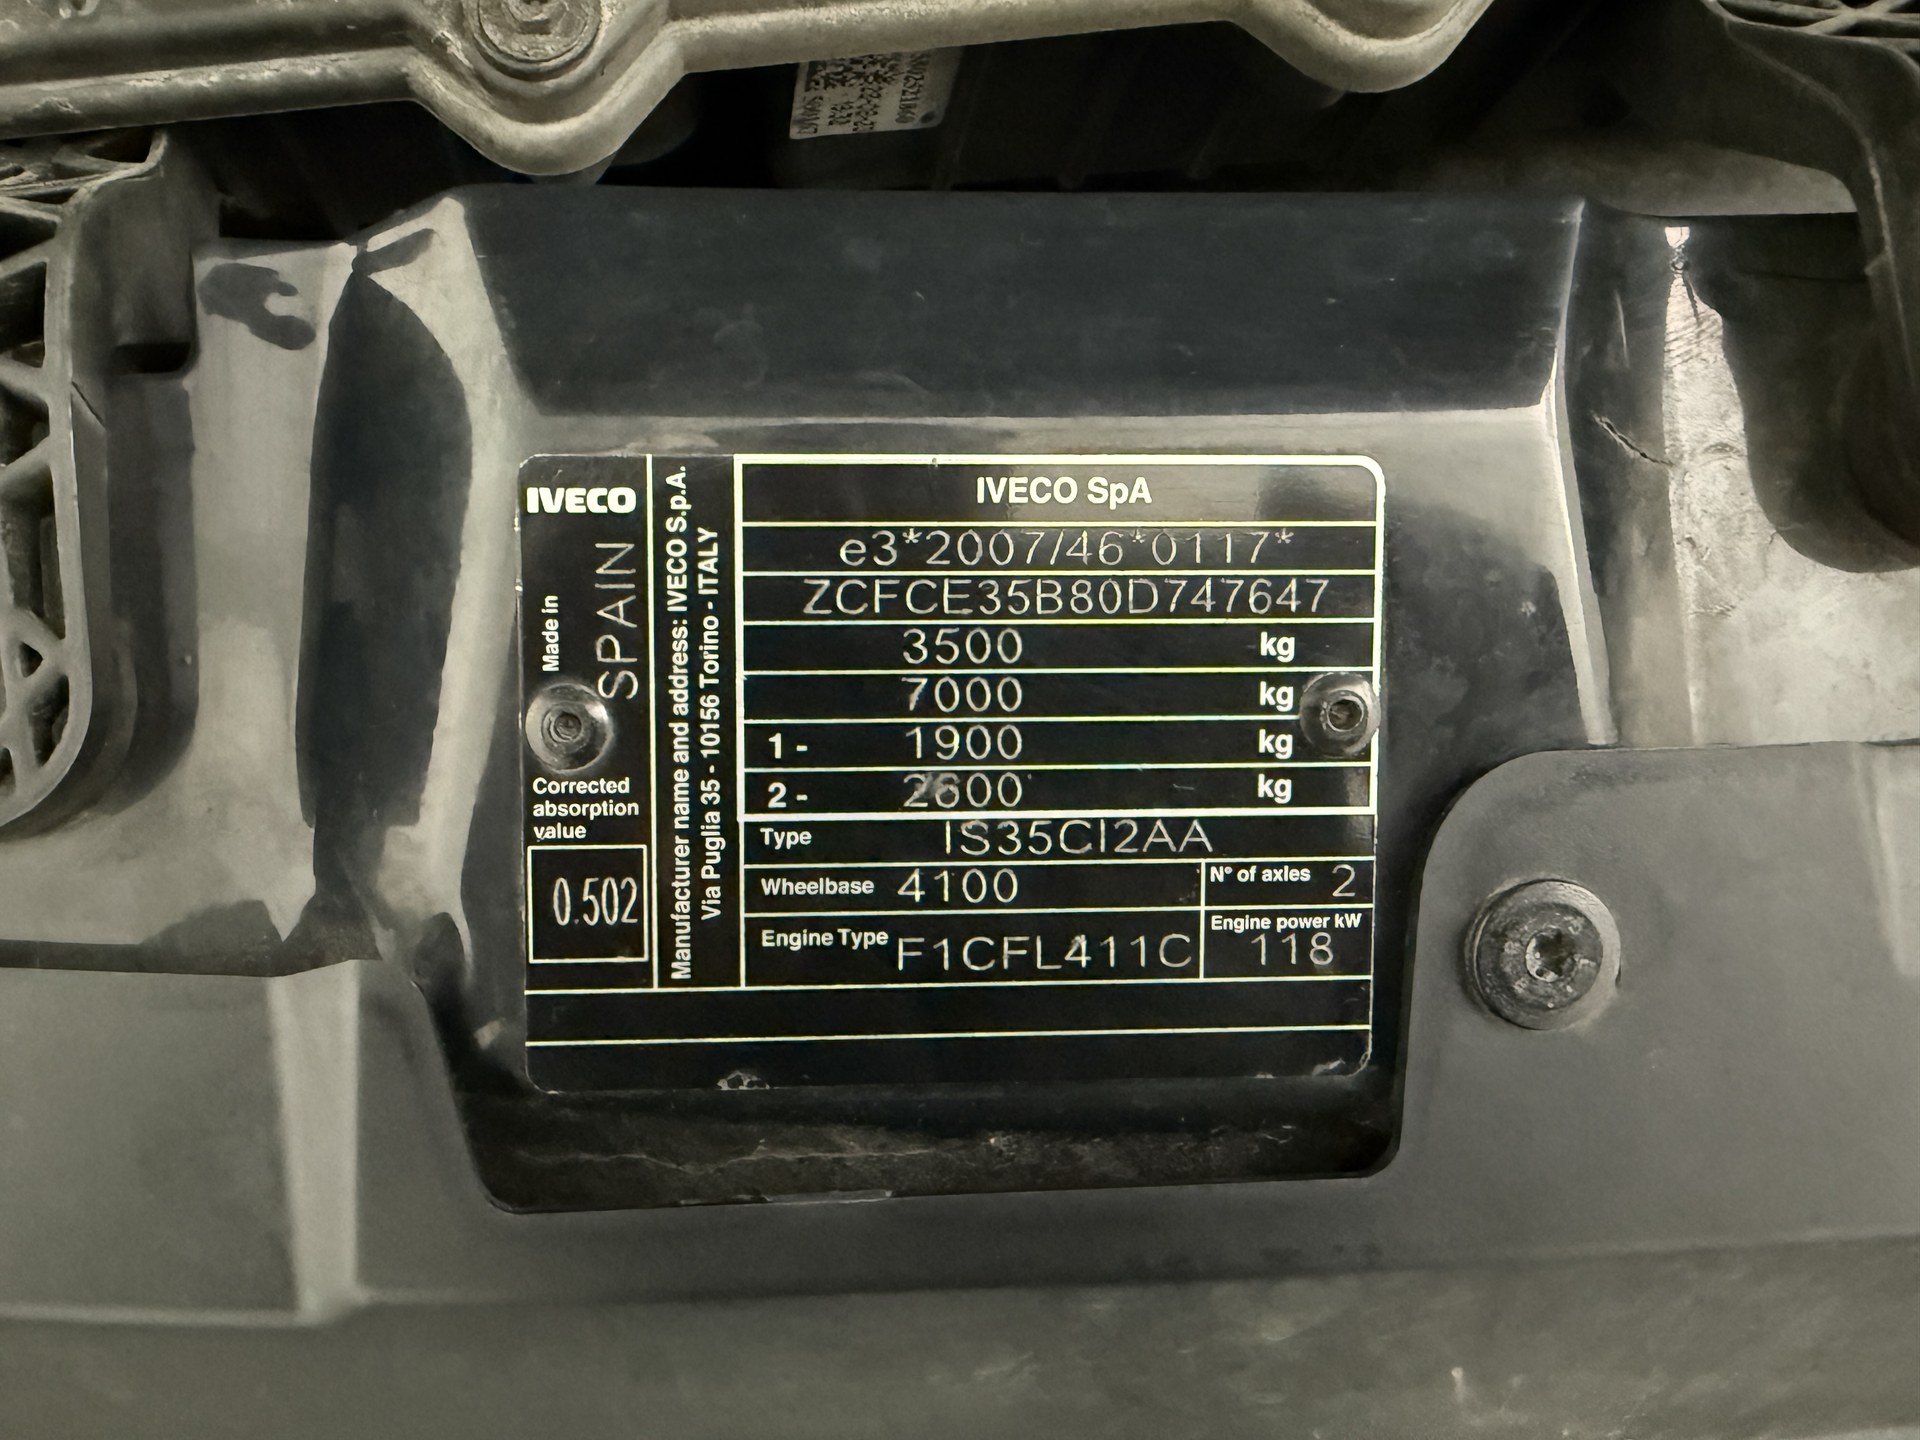 IVECO
Made in
SPAIN
Corrected
absorption
value
0.502
Manufacturer name and address: IVECO S.p.A.
Via Puglia 35 - 10156 Torino - ITALY
IVECO SpA
e3*2007/46*0117*
ZCFCE35B80D747647
3500 kg
7000 kg
1 - 1900 kg
2 - 2600 kg
Type IS35CI2AA
Wheelbase 4100
N° of axles 2
Engine Type F1CFL411C
Engine power kW
118